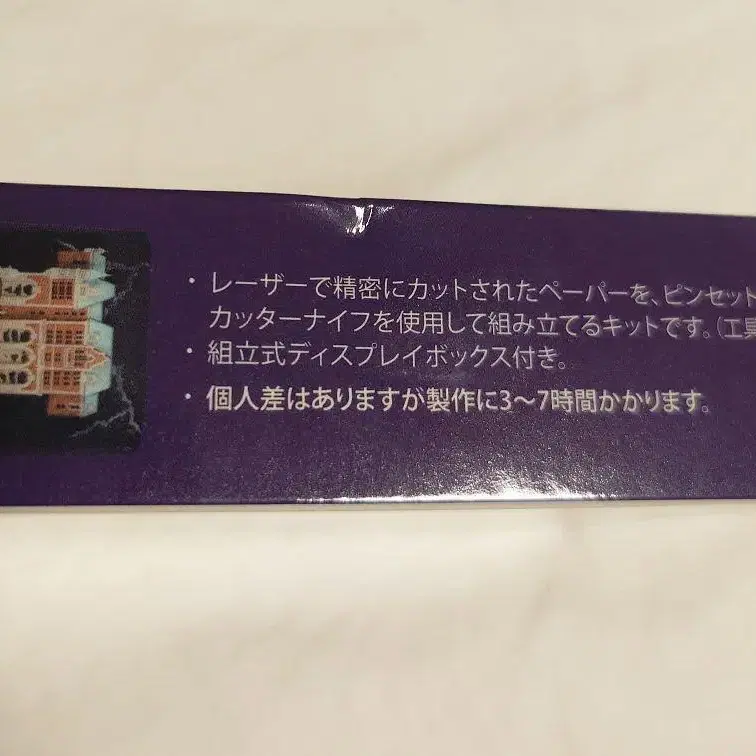 ・レーザーで精密にカットされたペーパーを、ピンセット
カッターナイフを使用して組み立てるキットです。(工具
・組立式ディスプレイボックス付き。
・個人差はありますが製作に3〜7時間かかります。